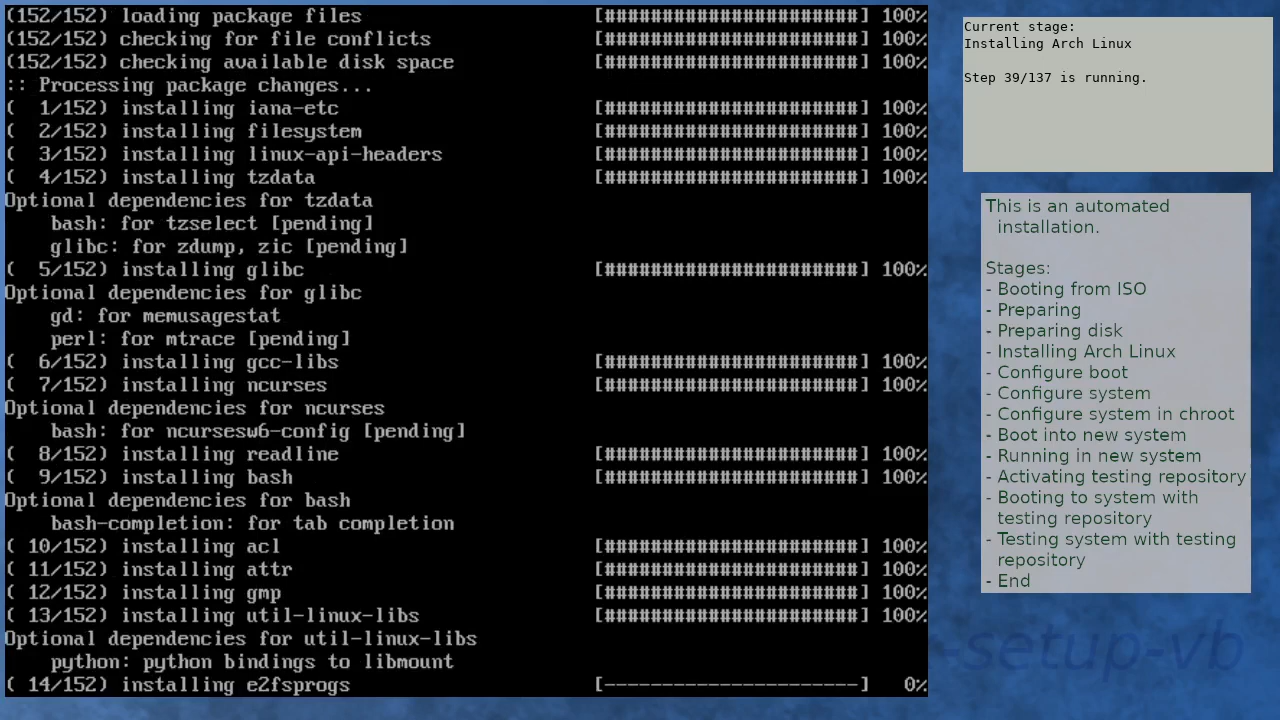 (152/152) loading package files [######################] 100%
(152/152) checking for file conflicts [######################] 100%
(152/152) checking available disk space [######################] 100%
:: Processing package changes...
(  1/152) installing iana-etc [######################] 100%
(  2/152) installing filesystem [######################] 100%
(  3/152) installing linux-api-headers [######################] 100%
(  4/152) installing tzdata [######################] 100%
Optional dependencies for tzdata
bash: for tzselect [pending]
glibc: for zdump, zic [pending]
(  5/152) installing glibc [######################] 100%
Optional dependencies for glibc
gd: for memusagestat
perl: for mtrace [pending]
(  6/152) installing gcc-libs [######################] 100%
(  7/152) installing ncurses [######################] 100%
Optional dependencies for ncurses
bash: for ncursesw6-config [pending]
(  8/152) installing readline [######################] 100%
(  9/152) installing bash [######################] 100%
Optional dependencies for bash
bash-completion: for tab completion
( 10/152) installing acl [######################] 100%
( 11/152) installing attr [######################] 100%
( 12/152) installing gmp [######################] 100%
( 13/152) installing util-linux-libs [######################] 100%
Optional dependencies for util-linux-libs
python: python bindings to libmount
( 14/152) installing e2fsprogs [----------------------] 0%
Current stage:
Installing Arch Linux
Step 39/137 is running.
This is an automated
installation.
Stages:
- Booting from ISO
- Preparing
- Preparing disk
- Installing Arch Linux
- Configure boot
- Configure system
- Configure system in chroot
- Boot into new system
- Running in new system
- Activating testing repository
- Booting to system with
testing repository
- Testing system with testing
repository
- End
-setup-vb